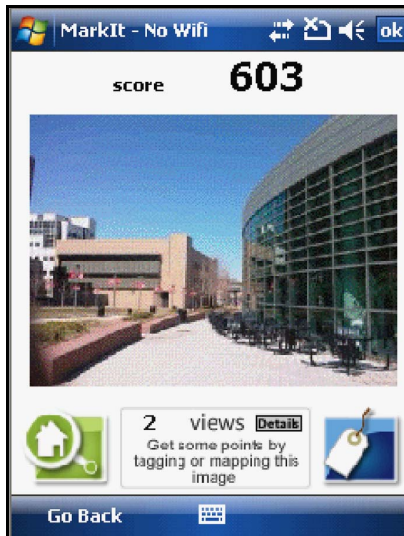 MarkIt - No Wifi ok
score 603
2 views Details
Get some points by
tagging or mapping this
image
Go Back